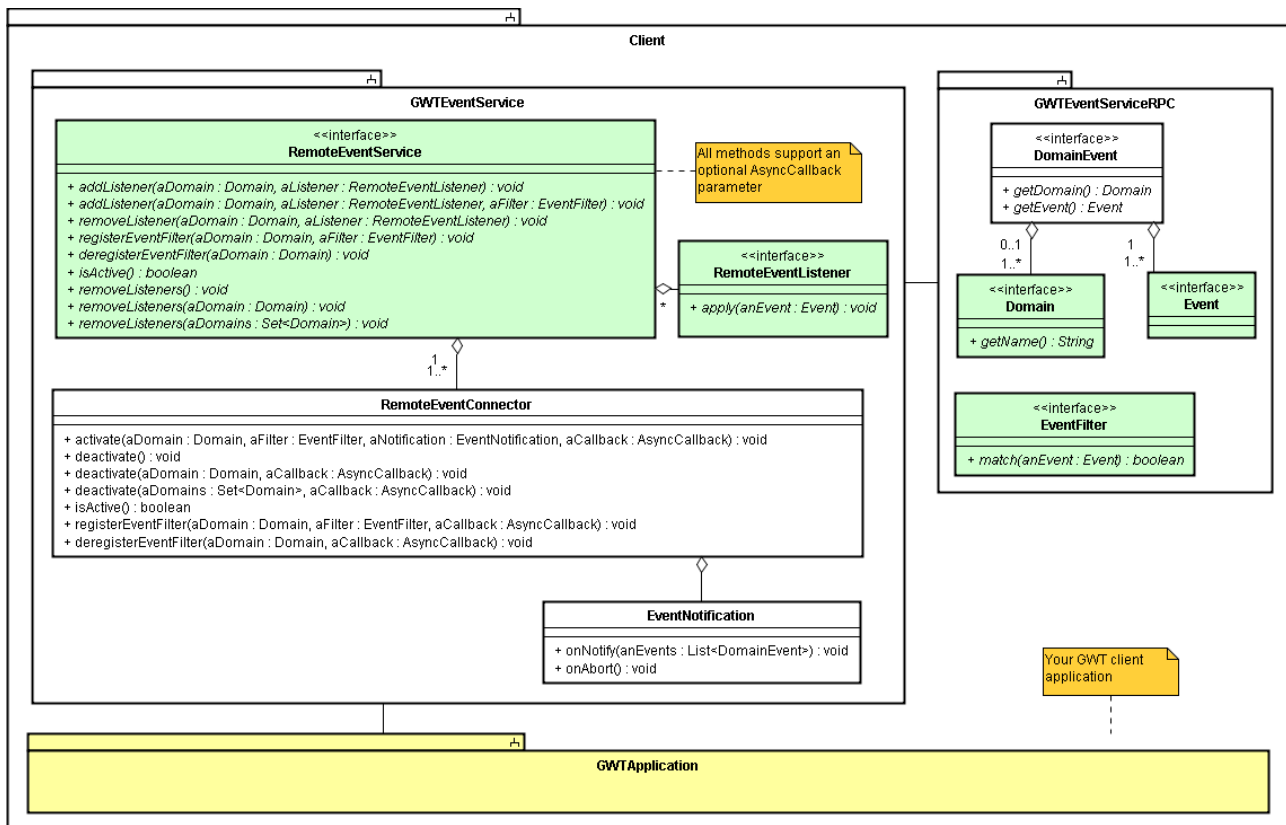 Client
GWTEventService
<<interface>>
RemoteEventService
+ addListener(aDomain : Domain, aListener : RemoteEventListener) : void
+ addListener(aDomain : Domain, aListener : RemoteEventListener, aFilter : EventFilter) : void
+ removeListener(aDomain : Domain, aListener : RemoteEventListener) : void
+ registerEventFilter(aDomain : Domain, aFilter : EventFilter) : void
+ deregisterEventFilter(aDomain : Domain) : void
+ isActive() : boolean
+ removeListeners() : void
+ removeListeners(aDomain : Domain) : void
+ removeListeners(aDomains : Set<Domain>) : void
All methods support an
optional AsyncCallback
parameter
<<interface>>
RemoteEventListener
+ apply(anEvent : Event) : void
*
1
1..*
RemoteEventConnector
+ activate(aDomain : Domain, aFilter : EventFilter, aNotification : EventNotification, aCallback : AsyncCallback) : void
+ deactivate() : void
+ deactivate(aDomain : Domain, aCallback : AsyncCallback) : void
+ deactivate(aDomains : Set<Domain>, aCallback : AsyncCallback) : void
+ isActive() : boolean
+ registerEventFilter(aDomain : Domain, aFilter : EventFilter, aCallback : AsyncCallback) : void
+ deregisterEventFilter(aDomain : Domain, aCallback : AsyncCallback) : void
EventNotification
+ onNotify(anEvents : List<DomainEvent>) : void
+ onAbort() : void
GWTEventServiceRPC
<<interface>>
DomainEvent
+ getDomain() : Domain
+ getEvent() : Event
0..1
1..*
1
1..*
<<interface>>
Domain
+ getName() : String
<<interface>>
Event
<<interface>>
EventFilter
+ match(anEvent : Event) : boolean
Your GWT client
application
GWTApplication